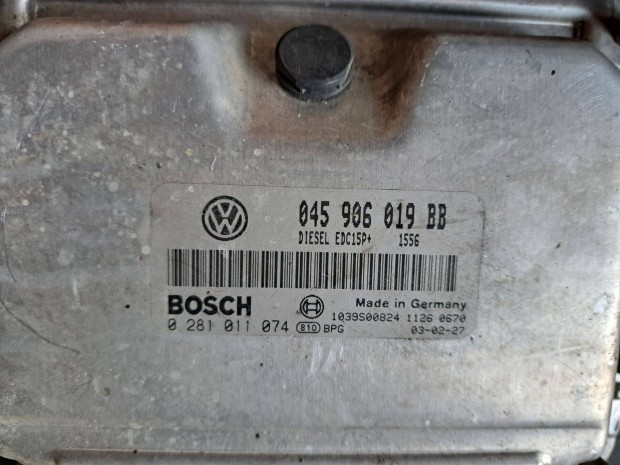 045 906 019 BB
DIESEL EDC15P+ 1556
BOSCH
Made in Germany
1039S00824 1126 0670
0 281 011 074 810 BPG 03-02-27